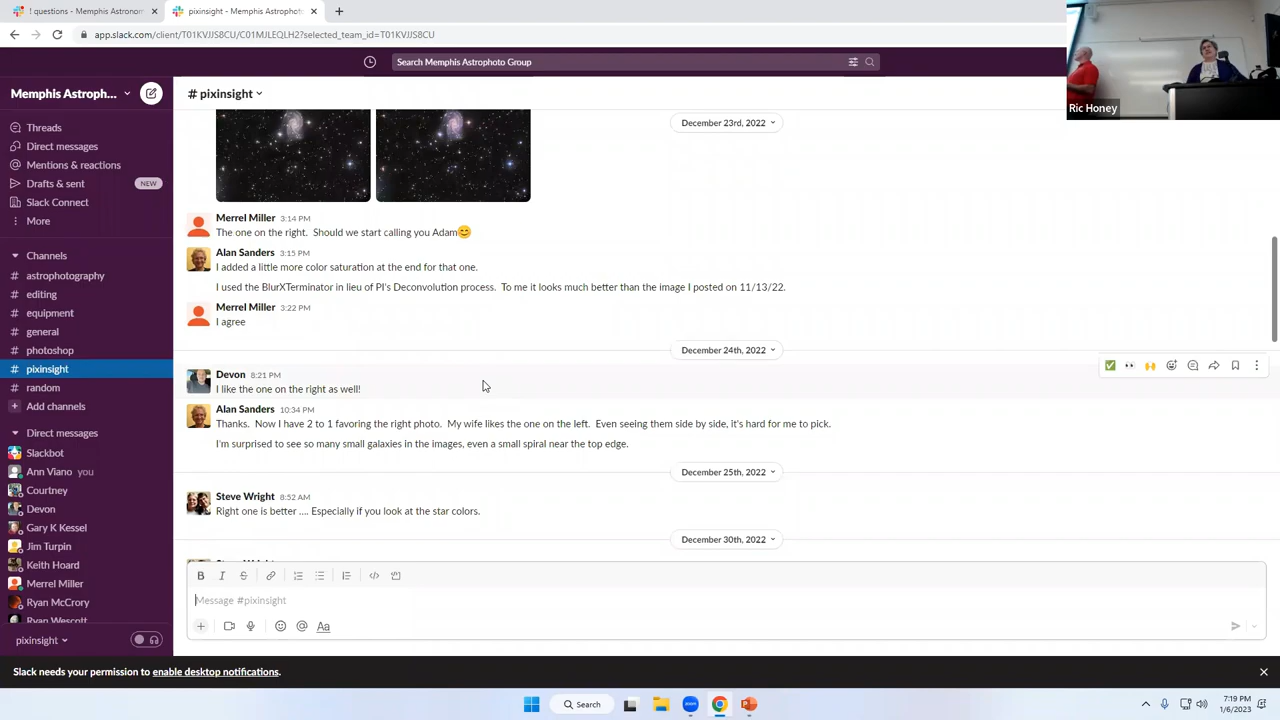 ! questions - Memphis Astronom
pixinsight - Memphis Astrophoto
app.slack.com/client/T01KVJJS8CU/C01MJLEQLH2?selected_team_id=T01KVJJS8CU
Search Memphis Astrophoto Group
Ric Honey
Memphis Astroph...
Threads
Direct messages
Mentions & reactions
Drafts & sent
NEW
Slack Connect
More
Channels
# astrophotography
# editing
# equipment
# general
# photoshop
# pixinsight
# random
Add channels
Direct messages
Slackbot
Ann Viano you
Courtney
Devon
Gary K Kessel
Jim Turpin
Keith Hoard
Merrel Miller
Ryan McCrory
Ryan Wescott
pixinsight
# pixinsight
December 23rd, 2022
Merrel Miller 3:14 PM
The one on the right. Should we start calling you Adam😊
Alan Sanders 3:15 PM
I added a little more color saturation at the end for that one.
I used the BlurXTerminator in lieu of PI's Deconvolution process. To me it looks much better than the image I posted on 11/13/22.
Merrel Miller 3:22 PM
I agree
December 24th, 2022
Devon 8:21 PM
I like the one on the right as well!
Alan Sanders 10:34 PM
Thanks. Now I have 2 to 1 favoring the right photo. My wife likes the one on the left. Even seeing them side by side, it's hard for me to pick.
I'm surprised to see so many small galaxies in the images, even a small spiral near the top edge.
December 25th, 2022
Steve Wright 8:52 AM
Right one is better .... Especially if you look at the star colors.
December 30th, 2022
B I S
Message #pixinsight
Aa
Slack needs your permission to enable desktop notifications.
Search
zoom
7:19 PM
1/6/2023